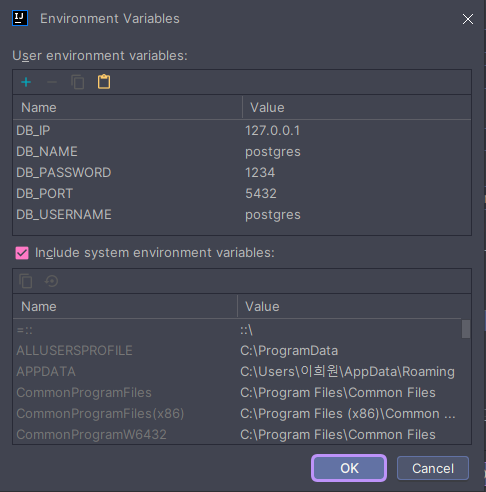 IJ
Environment Variables
User environment variables:
Name Value
DB_IP 127.0.0.1
DB_NAME postgres
DB_PASSWORD 1234
DB_PORT 5432
DB_USERNAME postgres
Include system environment variables:
Name Value
=:: ::\
ALLUSERSPROFILE C:\ProgramData
APPDATA C:\Users\이희원\AppData\Roaming
CommonProgramFiles C:\Program Files\Common Files
CommonProgramFiles(x86) C:\Program Files (x86)\Common ...
CommonProgramW6432 C:\Program Files\Common Files
OK Cancel